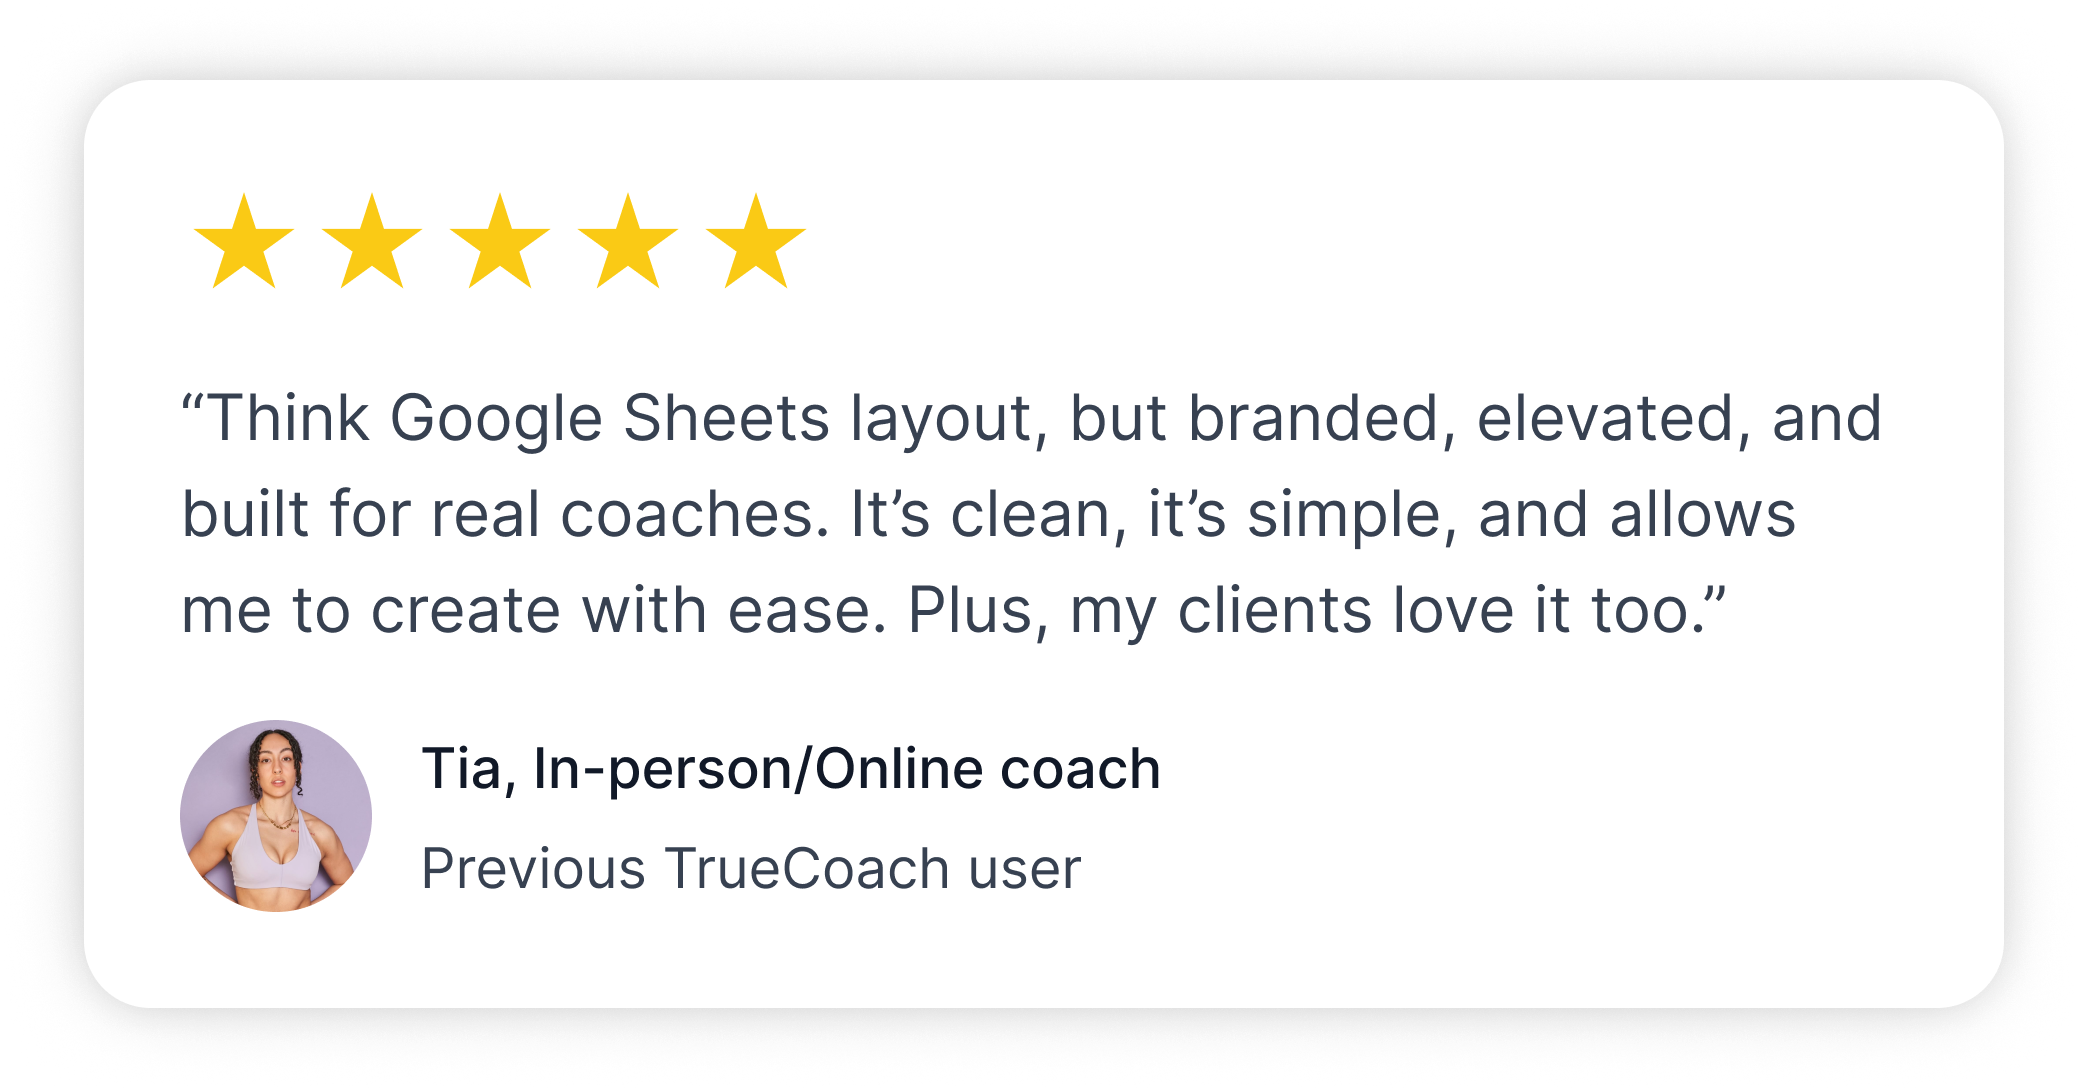 “Think Google Sheets layout, but branded, elevated, and
built for real coaches. It’s clean, it’s simple, and allows
me to create with ease. Plus, my clients love it too.”
Tia, In-person/Online coach
Previous TrueCoach user